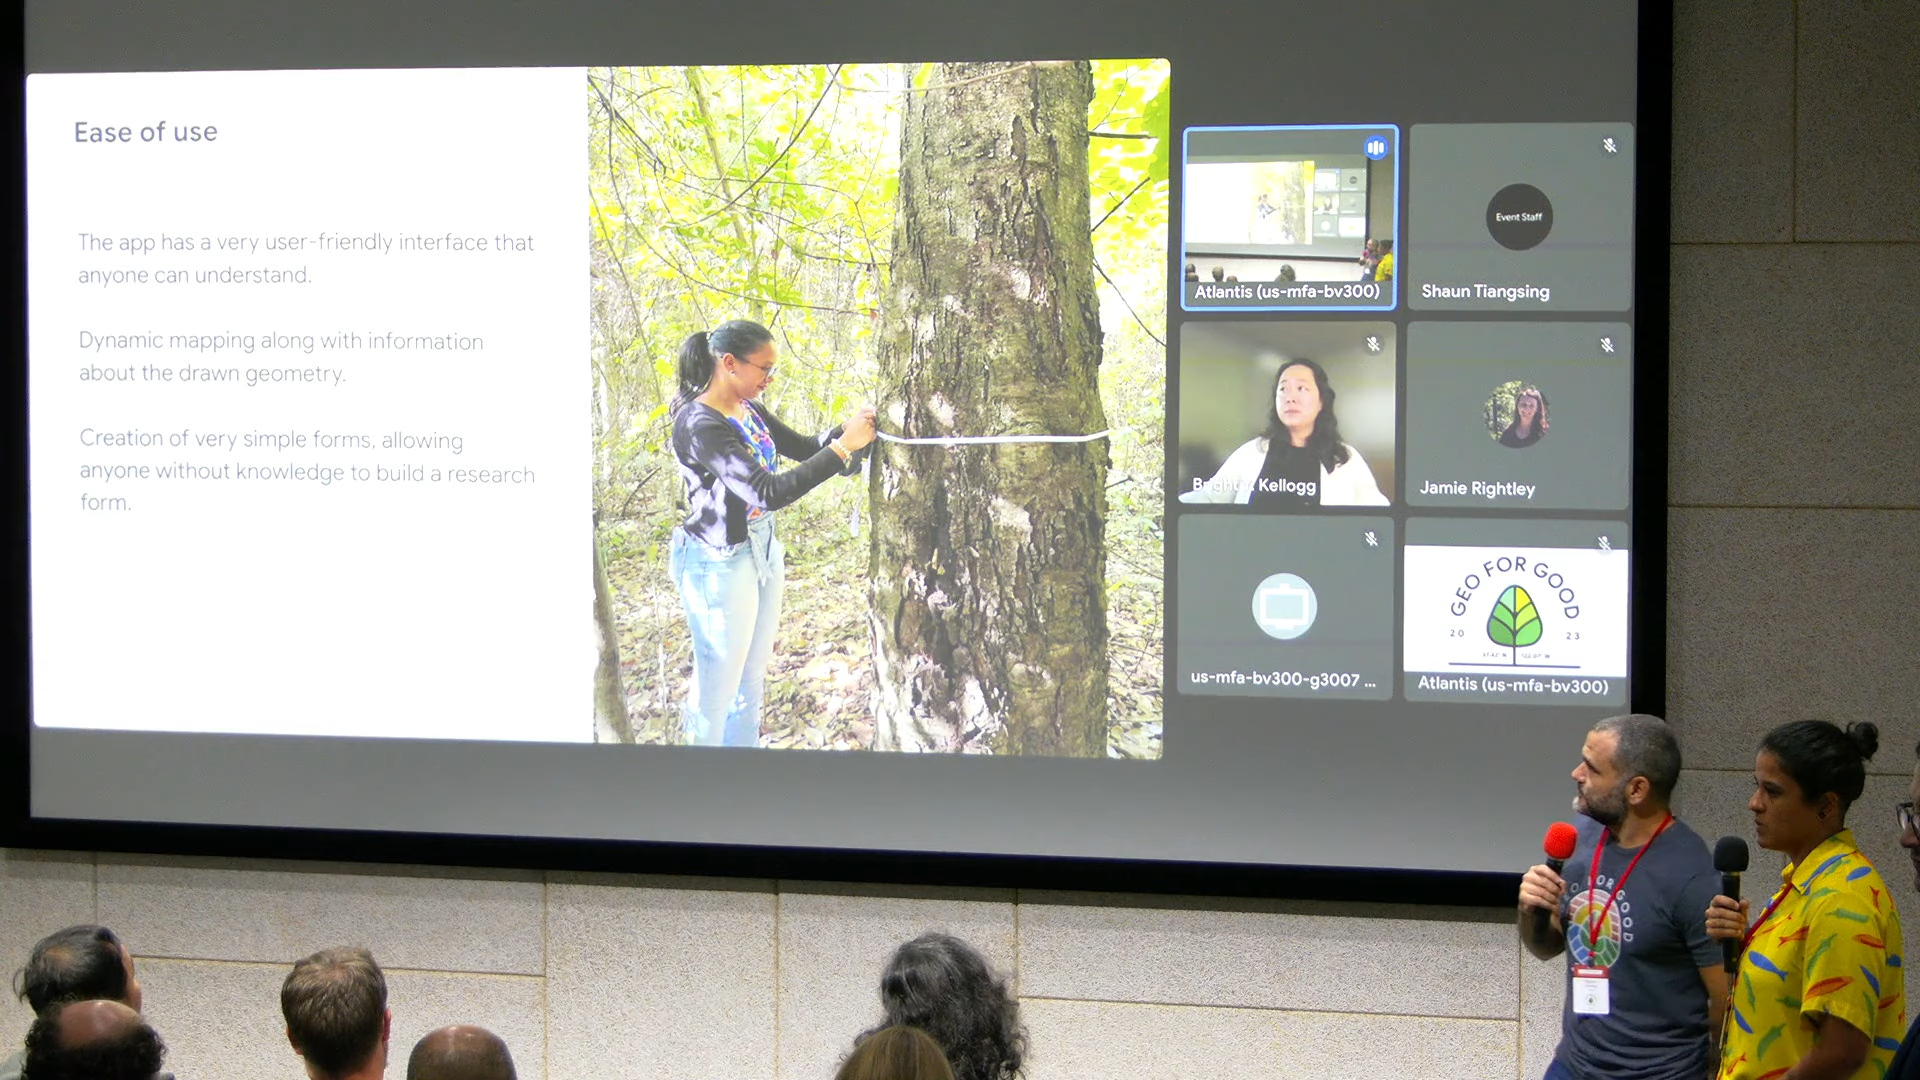 Ease of use
The app has a very user-friendly interface that
anyone can understand.
Dynamic mapping along with information
about the drawn geometry.
Creation of very simple forms, allowing
anyone without knowledge to build a research
form.
Atlantis (us-mfa-bv300)
Event Staff
Shaun Tiangsing
Kellogg
Jamie Rightley
us-mfa-bv300-g3007 ...
GEO FOR GOOD
20 23
Atlantis (us-mfa-bv300)
FOR GOOD